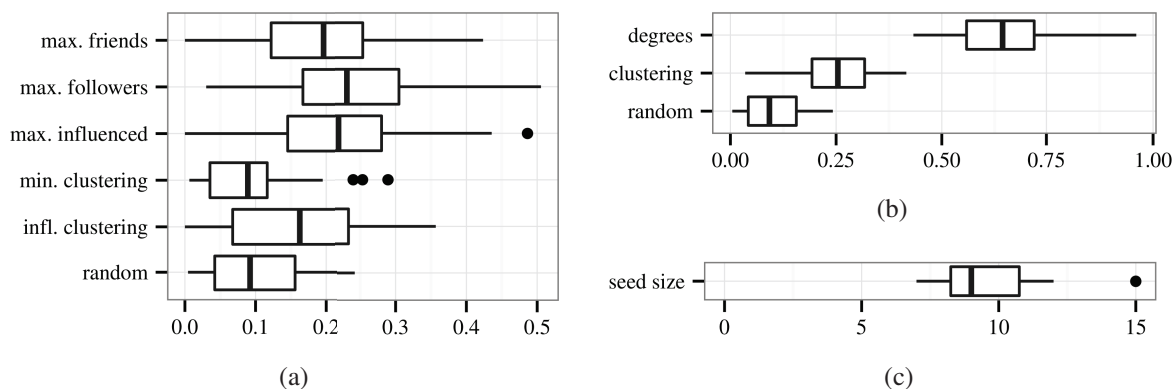 max. friends
max. followers
max. influenced
min. clustering
infl. clustering
random
0.0 0.1 0.2 0.3 0.4 0.5
(a)
degrees
clustering
random
0.00 0.25 0.50 0.75 1.00
(b)
seed size
0 5 10 15
(c)